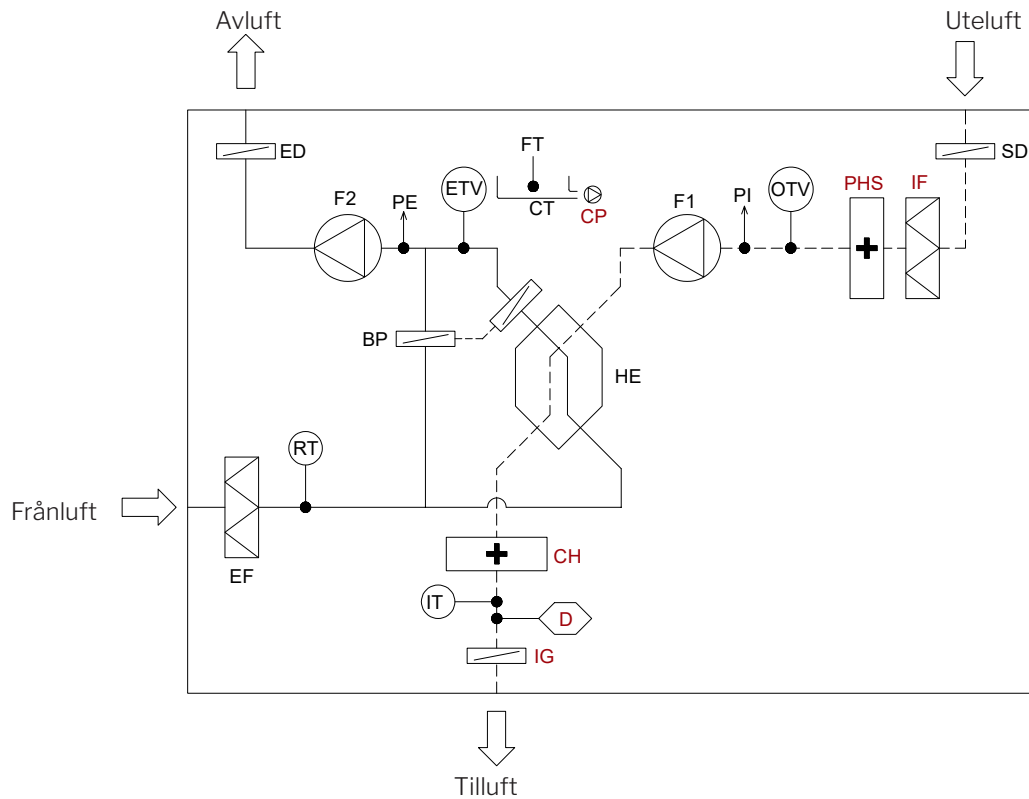 Avluft
Uteluft
ED
FT
SD
F2
PE
ETV
CT
CP
F1
PI
OTV
PHS
IF
BP
HE
RT
Frånluft
EF
CH
IT
D
IG
Tilluft